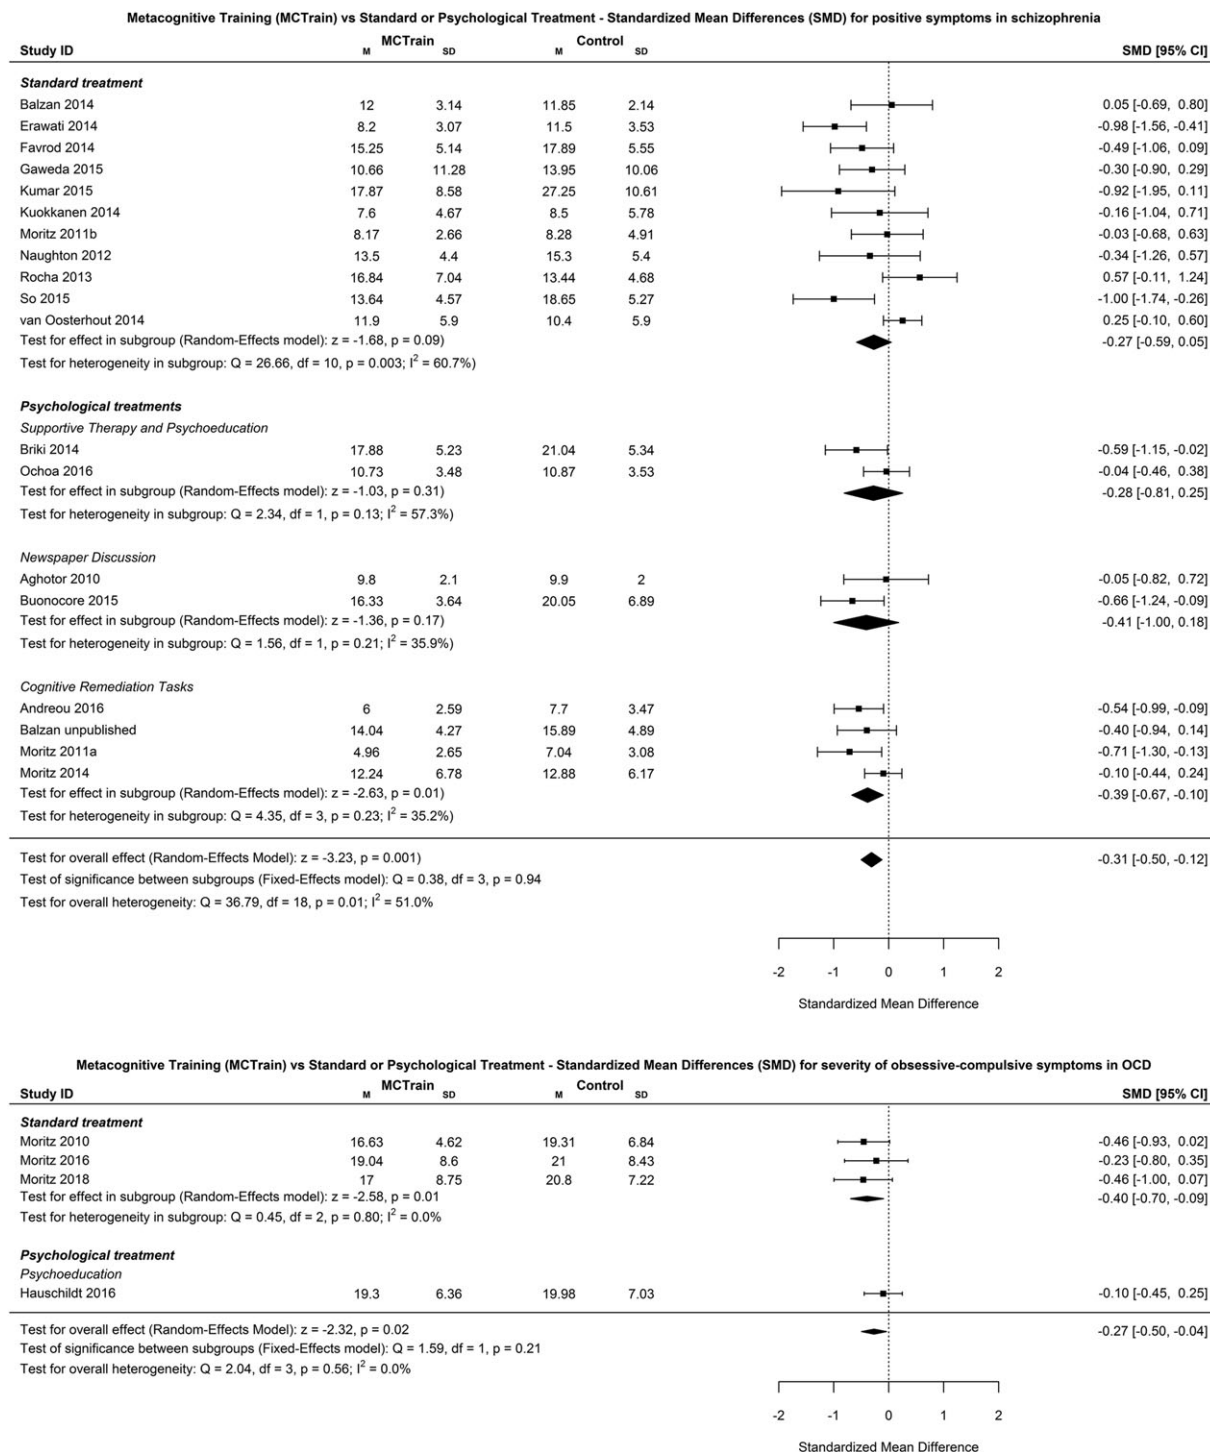 Metacognitive Training (MCTrain) vs Standard or Psychological Treatment - Standardized Mean Differences (SMD) for positive symptoms in schizophrenia
Study ID MCTrain Control SMD [95% CI]
M SD M SD
Standard treatment
Balzan 2014 12 3.14 11.85 2.14 0.05 [-0.69, 0.80]
Erawati 2014 8.2 3.07 11.5 3.53 -0.98 [-1.56, -0.41]
Favrod 2014 15.25 5.14 17.89 5.55 -0.49 [-1.06, 0.09]
Gaweda 2015 10.66 11.28 13.95 10.06 -0.30 [-0.90, 0.29]
Kumar 2015 17.87 8.58 27.25 10.61 -0.92 [-1.95, 0.11]
Kuokkanen 2014 7.6 4.67 8.5 5.78 -0.16 [-1.04, 0.71]
Moritz 2011b 8.17 2.66 8.28 4.91 -0.03 [-0.68, 0.63]
Naughton 2012 13.5 4.4 15.3 5.4 -0.34 [-1.26, 0.57]
Rocha 2013 16.84 7.04 13.44 4.68 0.57 [-0.11, 1.24]
So 2015 13.64 4.57 18.65 5.27 -1.00 [-1.74, -0.26]
van Oosterhout 2014 11.9 5.9 10.4 5.9 0.25 [-0.10, 0.60]
Test for effect in subgroup (Random-Effects model): z = -1.68, p = 0.09) -0.27 [-0.59, 0.05]
Test for heterogeneity in subgroup: Q = 26.66, df = 10, p = 0.003; I² = 60.7%)
Psychological treatments
Supportive Therapy and Psychoeducation
Briki 2014 17.88 5.23 21.04 5.34 -0.59 [-1.15, -0.02]
Ochoa 2016 10.73 3.48 10.87 3.53 -0.04 [-0.46, 0.38]
Test for effect in subgroup (Random-Effects model): z = -1.03, p = 0.31) -0.28 [-0.81, 0.25]
Test for heterogeneity in subgroup: Q = 2.34, df = 1, p = 0.13; I² = 57.3%)
Newspaper Discussion
Aghotor 2010 9.8 2.1 9.9 2 -0.05 [-0.82, 0.72]
Buonocore 2015 16.33 3.64 20.05 6.89 -0.66 [-1.24, -0.09]
Test for effect in subgroup (Random-Effects model): z = -1.36, p = 0.17) -0.41 [-1.00, 0.18]
Test for heterogeneity in subgroup: Q = 1.56, df = 1, p = 0.21; I² = 35.9%)
Cognitive Remediation Tasks
Andreou 2016 6 2.59 7.7 3.47 -0.54 [-0.99, -0.09]
Balzan unpublished 14.04 4.27 15.89 4.89 -0.40 [-0.94, 0.14]
Moritz 2011a 4.96 2.65 7.04 3.08 -0.71 [-1.30, -0.13]
Moritz 2014 12.24 6.78 12.88 6.17 -0.10 [-0.44, 0.24]
Test for effect in subgroup (Random-Effects model): z = -2.63, p = 0.01) -0.39 [-0.67, -0.10]
Test for heterogeneity in subgroup: Q = 4.35, df = 3, p = 0.23; I² = 35.2%)
Test for overall effect (Random-Effects Model): z = -3.23, p = 0.001) -0.31 [-0.50, -0.12]
Test of significance between subgroups (Fixed-Effects model): Q = 0.38, df = 3, p = 0.94
Test for overall heterogeneity: Q = 36.79, df = 18, p = 0.01; I² = 51.0%
-2 -1 0 1 2
Standardized Mean Difference
Metacognitive Training (MCTrain) vs Standard or Psychological Treatment - Standardized Mean Differences (SMD) for severity of obsessive-compulsive symptoms in OCD
Study ID MCTrain Control SMD [95% CI]
M SD M SD
Standard treatment
Moritz 2010 16.63 4.62 19.31 6.84 -0.46 [-0.93, 0.02]
Moritz 2016 19.04 8.6 21 8.43 -0.23 [-0.80, 0.35]
Moritz 2018 17 8.75 20.8 7.22 -0.46 [-1.00, 0.07]
Test for effect in subgroup (Random-Effects model): z = -2.58, p = 0.01 -0.40 [-0.70, -0.09]
Test for heterogeneity in subgroup: Q = 0.45, df = 2, p = 0.80; I² = 0.0%
Psychological treatment
Psychoeducation
Hauschildt 2016 19.3 6.36 19.98 7.03 -0.10 [-0.45, 0.25]
Test for overall effect (Random-Effects Model): z = -2.32, p = 0.02 -0.27 [-0.50, -0.04]
Test of significance between subgroups (Fixed-Effects model): Q = 1.59, df = 1, p = 0.21
Test for overall heterogeneity: Q = 2.04, df = 3, p = 0.56; I² = 0.0%
-2 -1 0 1 2
Standardized Mean Difference